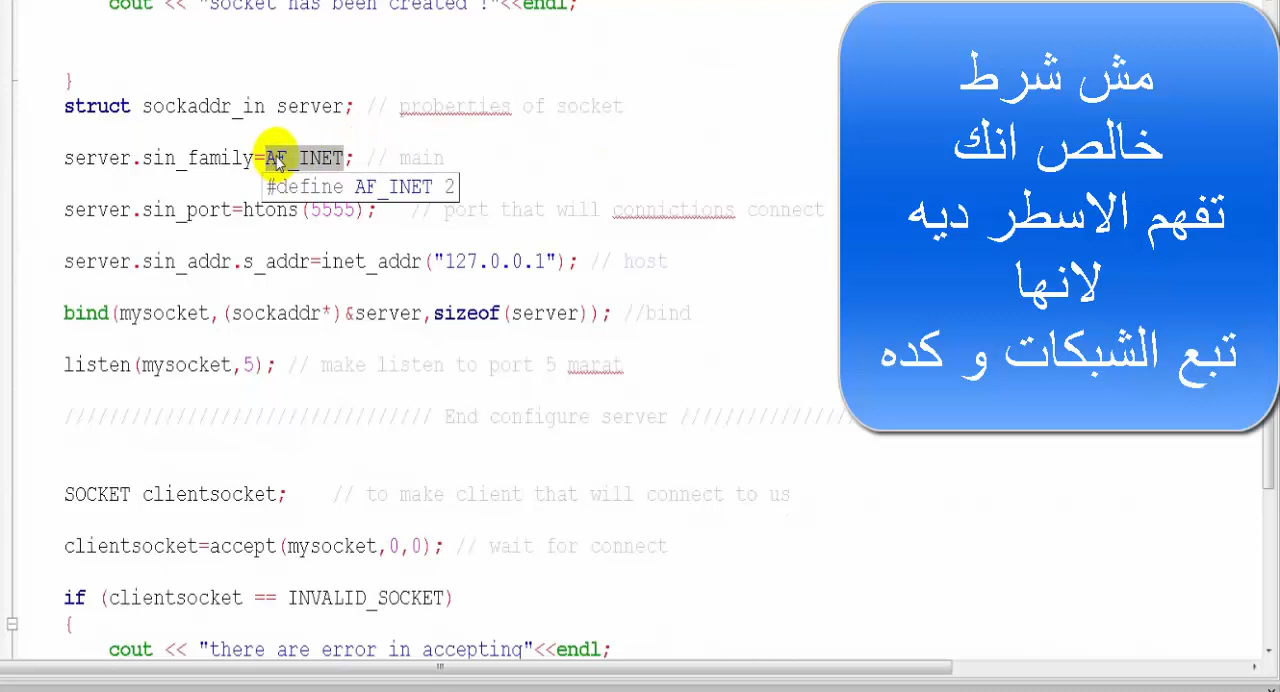 cout << "socket has been created !"<<endl;
}
struct sockaddr_in server; // proberties of socket
server.sin_family=AF_INET; // main
#define AF_INET 2
server.sin_port=htons(5555); // port that will connictions connect
server.sin_addr.s_addr=inet_addr("127.0.0.1"); // host
bind(mysocket,(sockaddr*)&server,sizeof(server)); //bind
listen(mysocket,5); // make listen to port 5 marat
///////////////////////////////// End configure server ///////////////
SOCKET clientsocket; // to make client that will connect to us
clientsocket=accept(mysocket,0,0); // wait for connect
if (clientsocket == INVALID_SOCKET)
{
cout << "there are error in accepting"<<endl;
مش شرط
خالص انك
تفهم الاسطر ديه
لانها
تبع الشبكات و كده